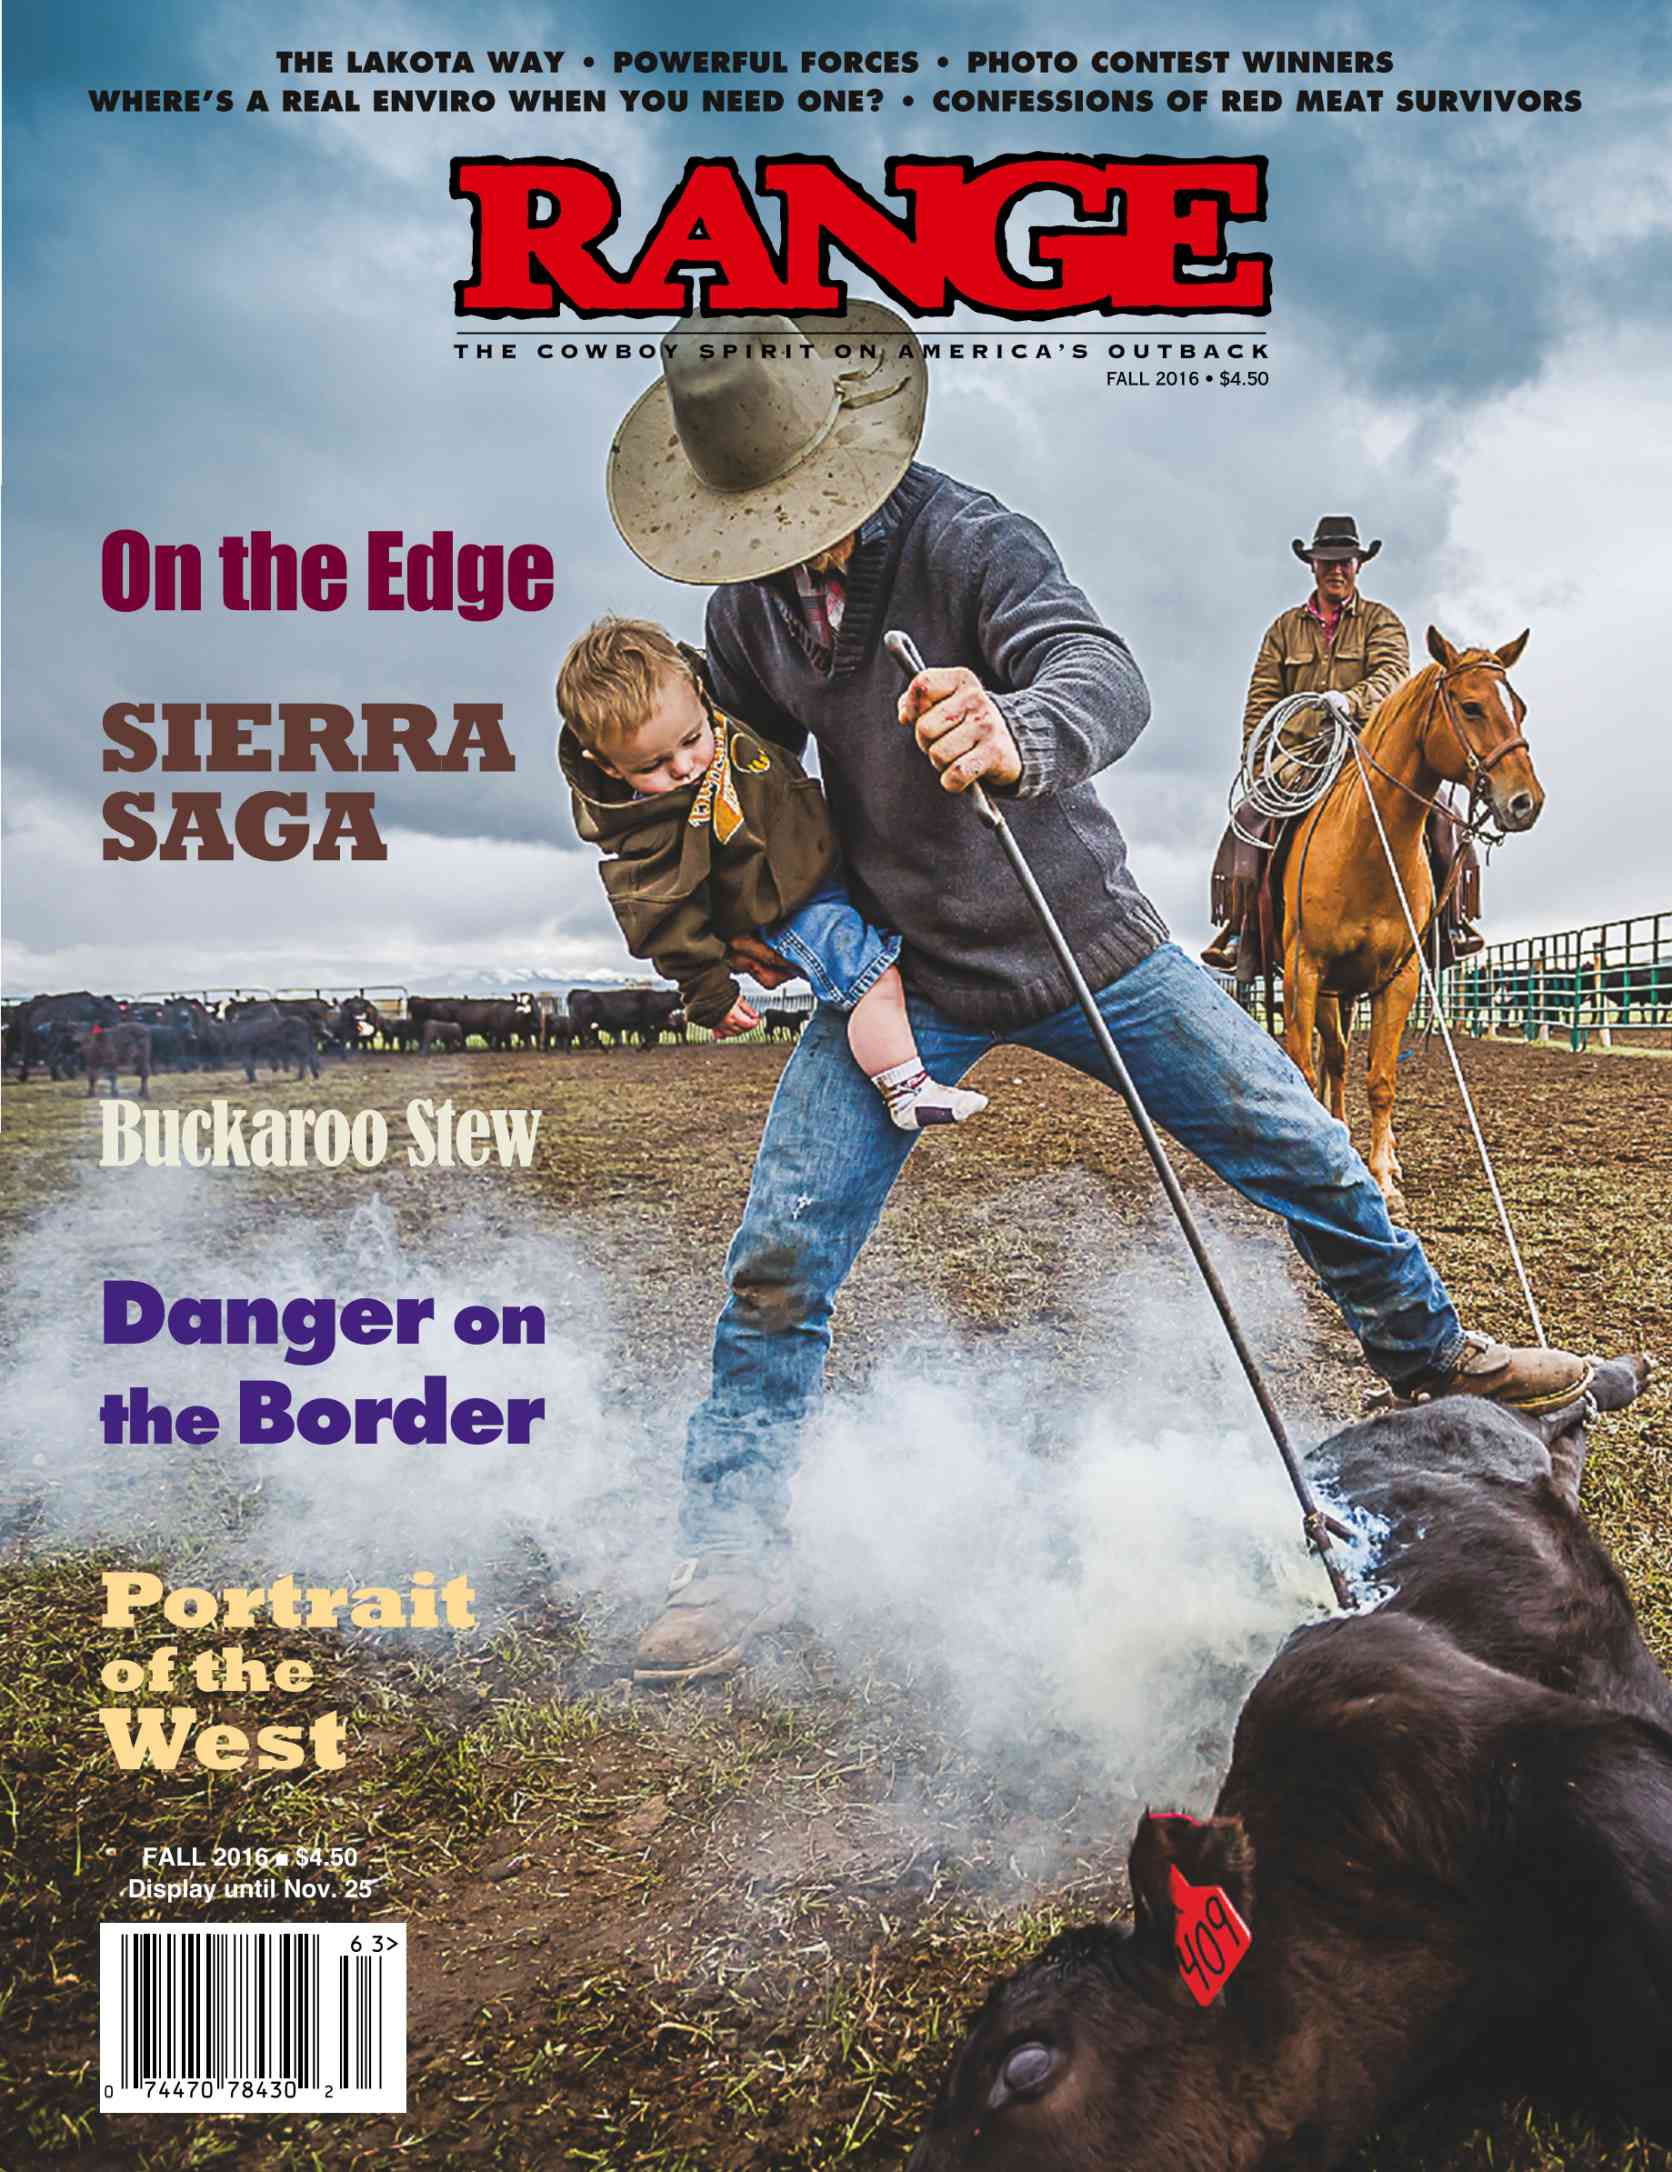 THE LAKOTA WAY • POWERFUL FORCES • PHOTO CONTEST WINNERS
WHERE'S A REAL ENVIRO WHEN YOU NEED ONE? • CONFESSIONS OF RED MEAT SURVIVORS
RANGE
THE COWBOY SPIRIT ON AMERICA'S OUTBACK
FALL 2016 • $4.50
On the Edge
SIERRA
SAGA
Buckaroo Stew
Danger on
the Border
Portrait
of the
West
FALL 2016 ■ $4.50
Display until Nov. 25
63>
0 74470 78430 2
409